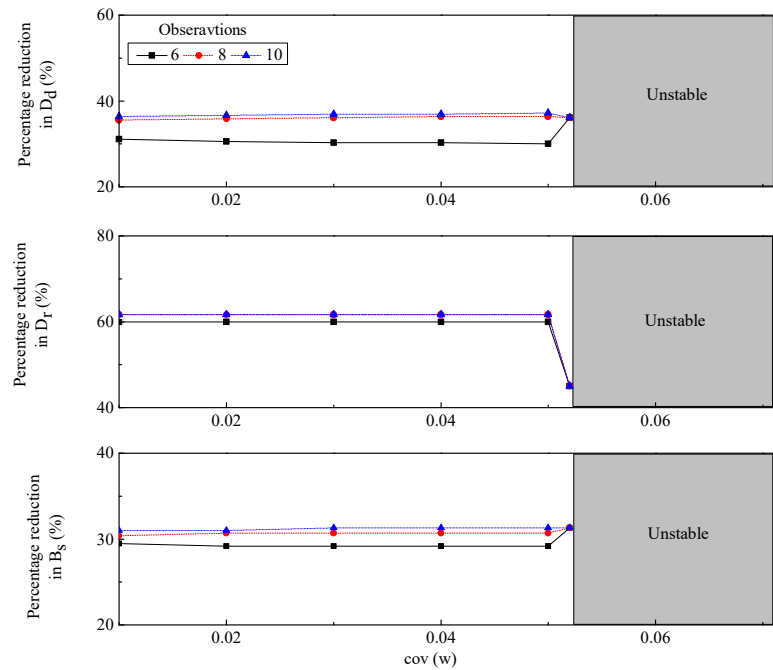 Percentage reduction
in D_d (%)
60
40
20
Obseravtions
6 8 10
Unstable
0.02 0.04 0.06
Percentage reduction
in D_r (%)
80
60
40
Unstable
0.02 0.04 0.06
Percentage reduction
in B_s (%)
40
30
20
Unstable
0.02 0.04 0.06
cov (w)